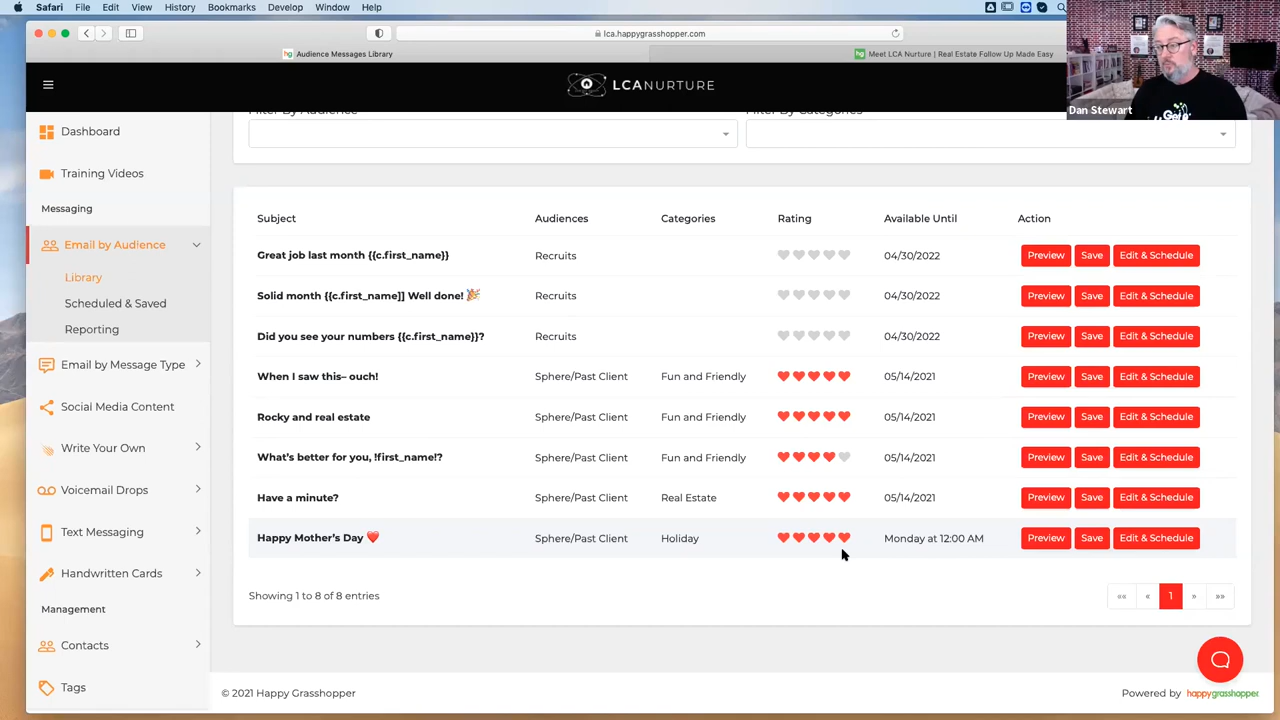 Safari File Edit View History Bookmarks Develop Window Help
lca.happygrasshopper.com
hg Audience Messages Library
hg Meet LCA Nurture | Real Estate Follow Up Made Easy
Dan Stewart
LCANURTURE
Dashboard
Training Videos
Messaging
Email by Audience
Library
Scheduled & Saved
Reporting
Email by Message Type
Social Media Content
Write Your Own
Voicemail Drops
Text Messaging
Handwritten Cards
Management
Contacts
Tags
Filter By Audience Filter By Categories
Subject Audiences Categories Rating Available Until Action
Great job last month {{c.first_name}} Recruits 04/30/2022 Preview Save Edit & Schedule
Solid month {{c.first_name]] Well done! 🎉 Recruits 04/30/2022 Preview Save Edit & Schedule
Did you see your numbers {{c.first_name}}? Recruits 04/30/2022 Preview Save Edit & Schedule
When I saw this– ouch! Sphere/Past Client Fun and Friendly 05/14/2021 Preview Save Edit & Schedule
Rocky and real estate Sphere/Past Client Fun and Friendly 05/14/2021 Preview Save Edit & Schedule
What's better for you, !first_name!? Sphere/Past Client Fun and Friendly 05/14/2021 Preview Save Edit & Schedule
Have a minute? Sphere/Past Client Real Estate 05/14/2021 Preview Save Edit & Schedule
Happy Mother's Day ❤️ Sphere/Past Client Holiday Monday at 12:00 AM Preview Save Edit & Schedule
Showing 1 to 8 of 8 entries «« « 1 » »»
© 2021 Happy Grasshopper Powered by happygrasshopper